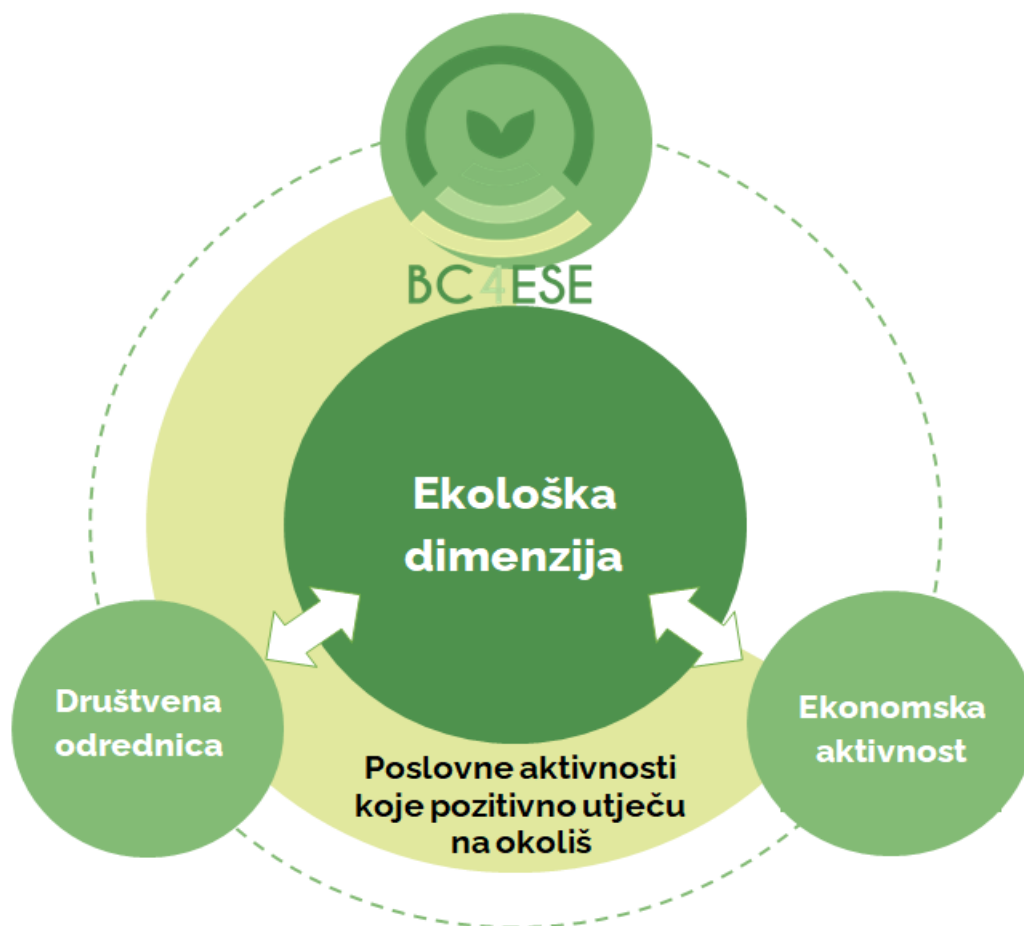 BC4ESE
Ekološka
dimenzija
Društvena
odrednica
Ekonomska
aktivnost
Poslovne aktivnosti
koje pozitivno utječu
na okoliš